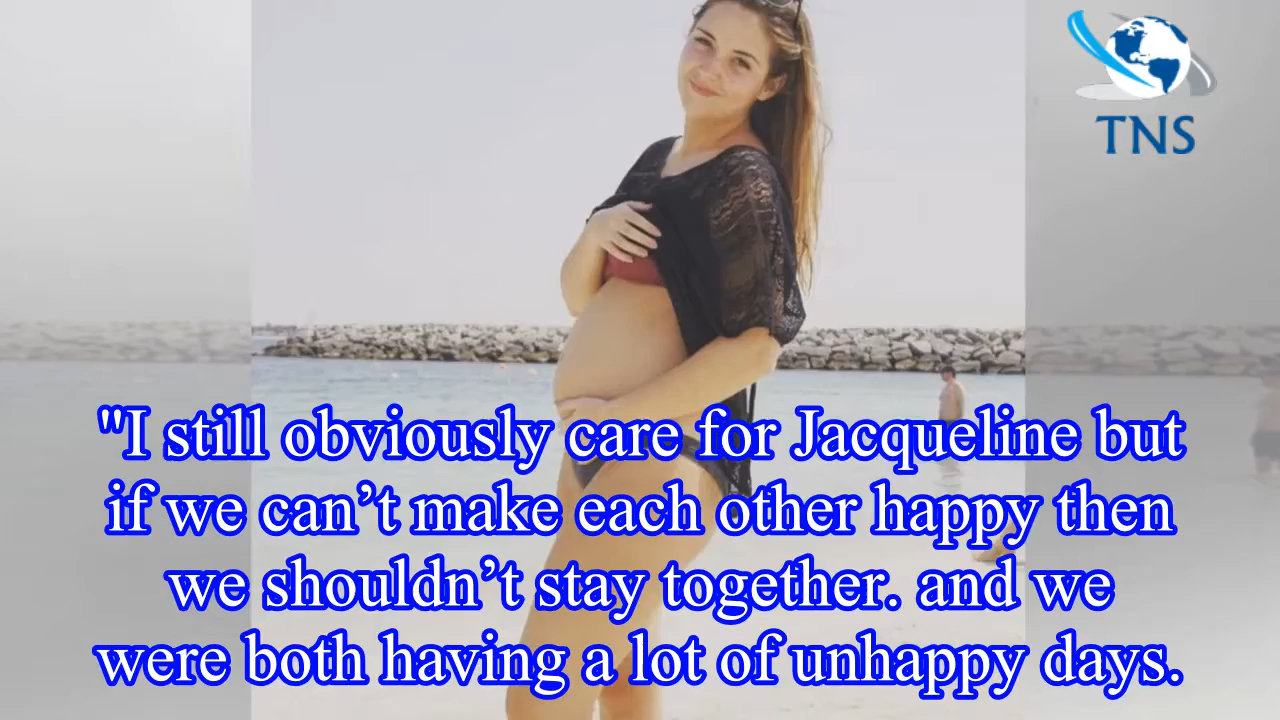 TNS
"I still obviously care for Jacqueline but
if we can’t make each other happy then
we shouldn’t stay together. and we
were both having a lot of unhappy days.